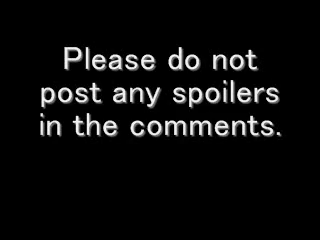 Please do not
post any spoilers
in the comments.